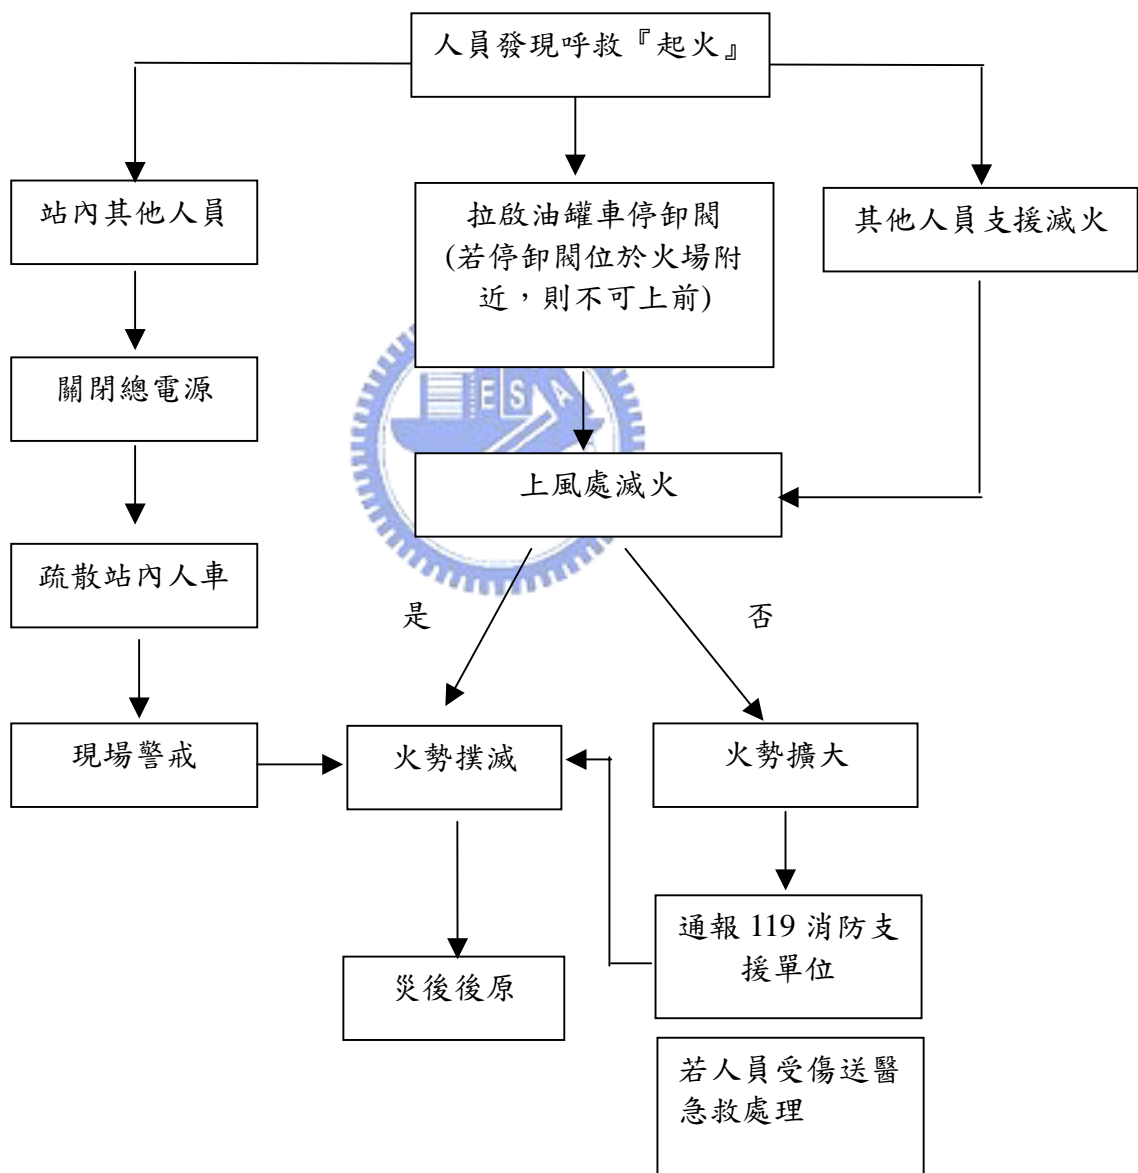 人員發現呼救『起火』
站內其他人員
拉啟油罐車停卸閥
(若停卸閥位於火場附
近，則不可上前)
其他人員支援滅火
關閉總電源
ESA
上風處滅火
疏散站內人車
是
否
現場警戒
火勢撲滅
火勢擴大
通報 119 消防支
援單位
災後後原
若人員受傷送醫
急救處理